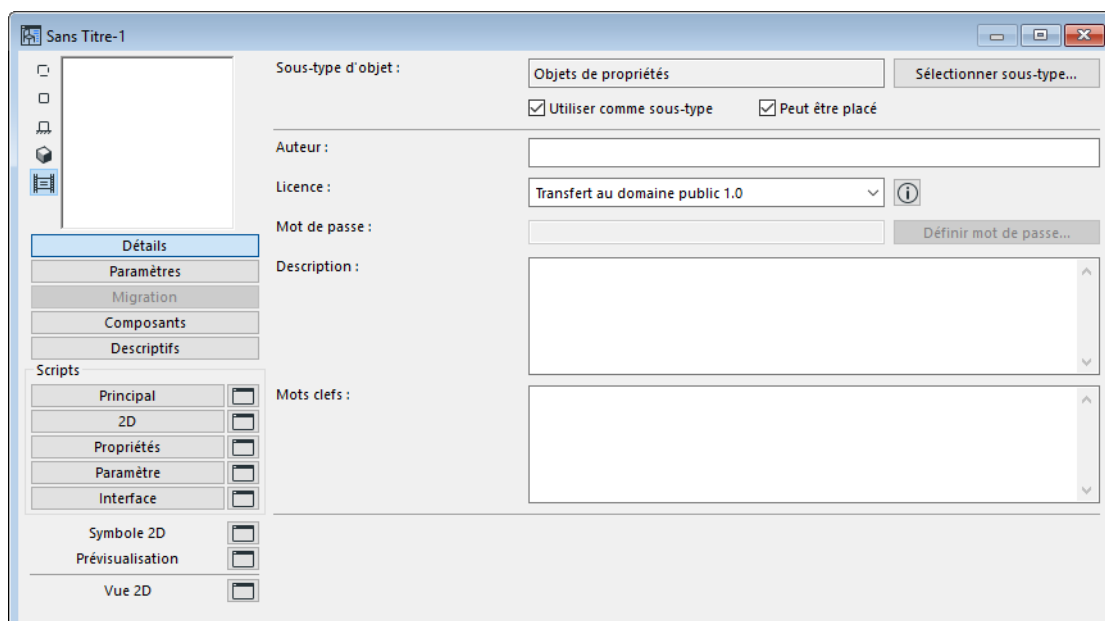 Sans Titre-1
Sous-type d'objet :
Objets de propriétés
Sélectionner sous-type...
Utiliser comme sous-type
Peut être placé
Auteur :
Licence :
Transfert au domaine public 1.0
Mot de passe :
Définir mot de passe...
Description :
Mots clefs :
Détails
Paramètres
Migration
Composants
Descriptifs
Scripts
Principal
2D
Propriétés
Paramètre
Interface
Symbole 2D
Prévisualisation
Vue 2D